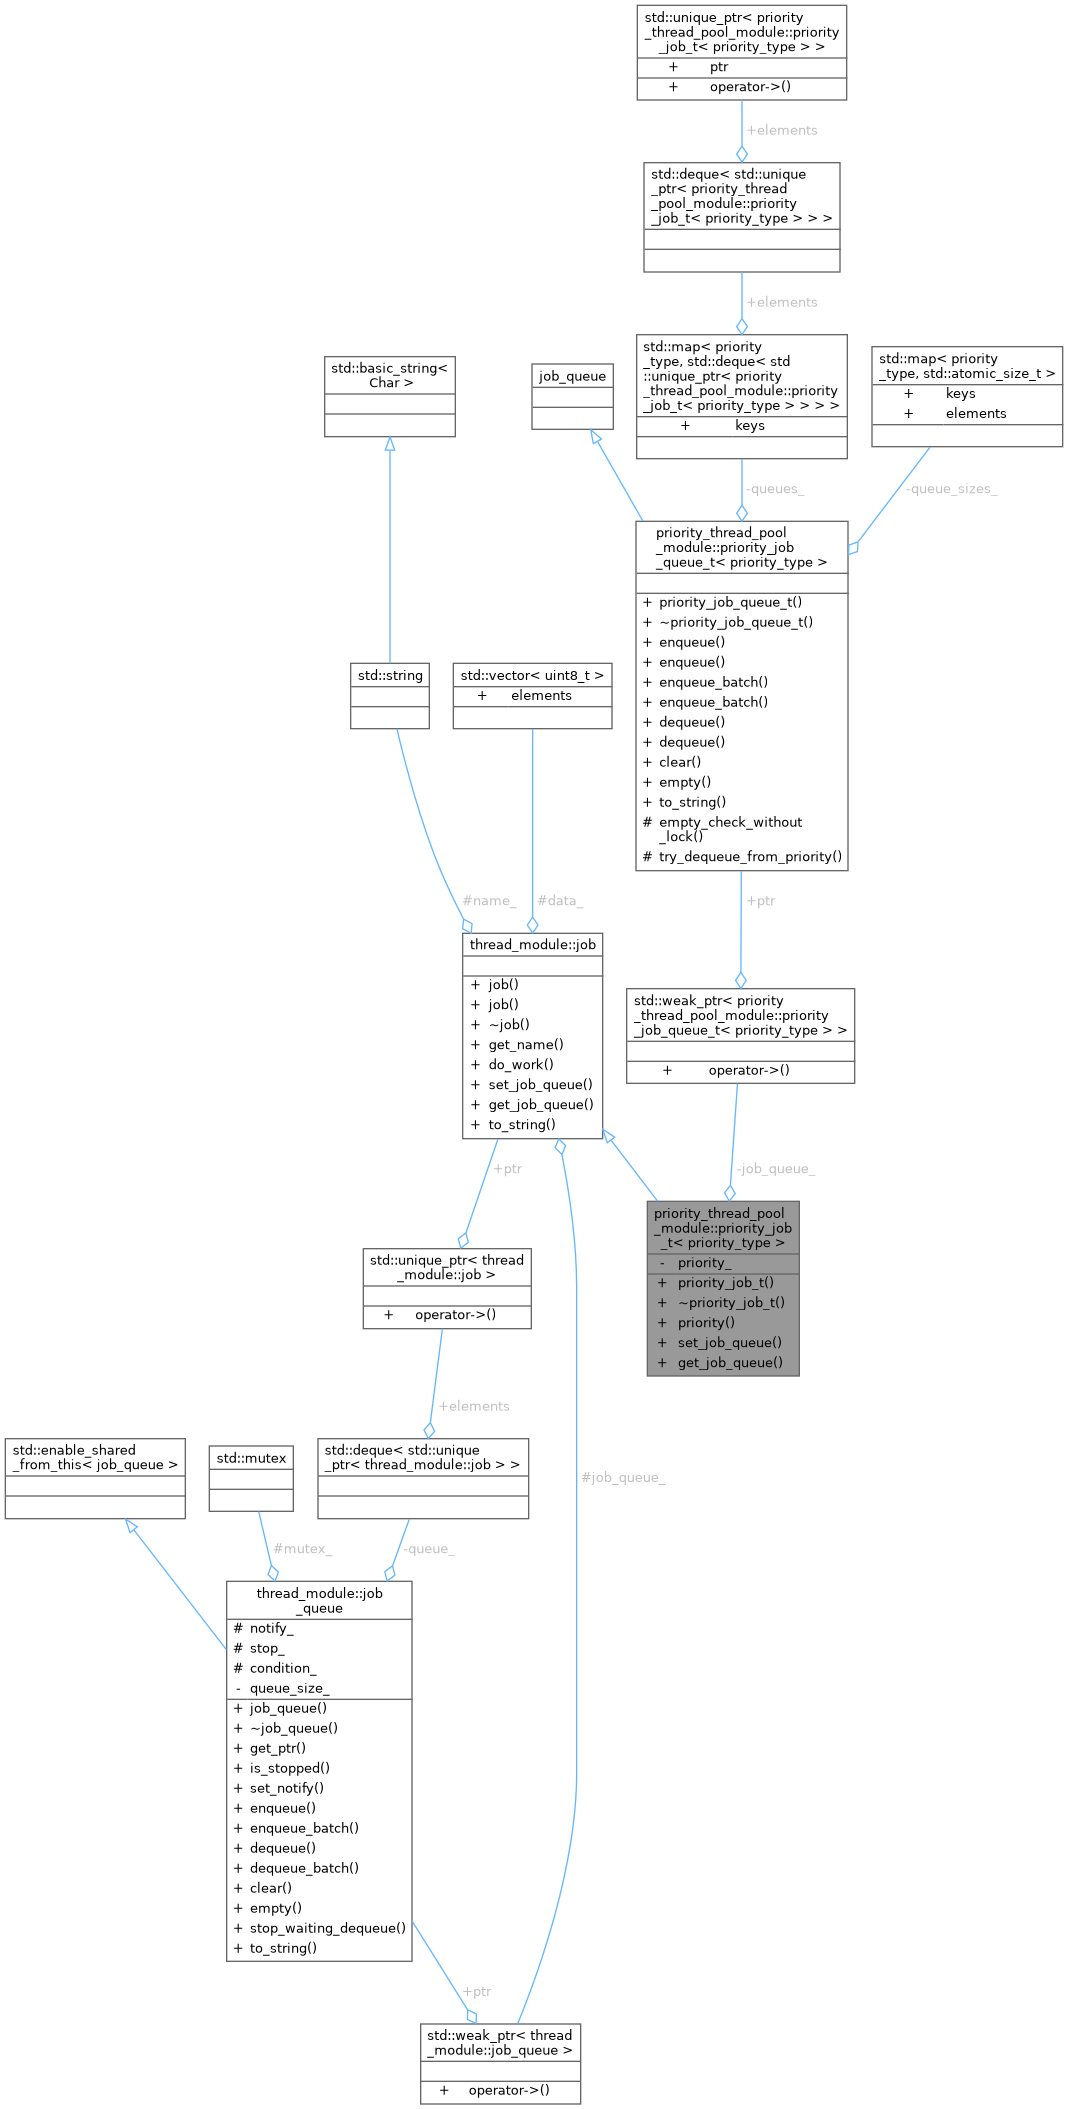 std::unique_ptr< priority
_thread_pool_module::priority
_job_t< priority_type > >
+ ptr
+ operator->()
+elements
std::deque< std::unique
_ptr< priority_thread
_pool_module::priority
_job_t< priority_type > > >
+elements
std::map< priority
_type, std::deque< std
::unique_ptr< priority
_thread_pool_module::priority
_job_t< priority_type > > > >
+ keys
std::map< priority
_type, std::atomic_size_t >
+ keys
+ elements
std::basic_string<
Char >
job_queue
-queues_
-queue_sizes_
priority_thread_pool
_module::priority_job
_queue_t< priority_type >
+ priority_job_queue_t()
+ ~priority_job_queue_t()
+ enqueue()
+ enqueue()
+ enqueue_batch()
+ enqueue_batch()
+ dequeue()
+ dequeue()
+ clear()
+ empty()
+ to_string()
# empty_check_without
_lock()
# try_dequeue_from_priority()
std::string
std::vector< uint8_t >
+ elements
#name_
#data_
+ptr
thread_module::job
+ job()
+ job()
+ ~job()
+ get_name()
+ do_work()
+ set_job_queue()
+ get_job_queue()
+ to_string()
std::weak_ptr< priority
_thread_pool_module::priority
_job_queue_t< priority_type > >
+ operator->()
+ptr
-job_queue_
priority_thread_pool
_module::priority_job
_t< priority_type >
- priority_
+ priority_job_t()
+ ~priority_job_t()
+ priority()
+ set_job_queue()
+ get_job_queue()
std::unique_ptr< thread
_module::job >
+ operator->()
+elements
#job_queue_
std::enable_shared
_from_this< job_queue >
std::mutex
std::deque< std::unique
_ptr< thread_module::job > >
#mutex_
-queue_
thread_module::job
_queue
# notify_
# stop_
# condition_
- queue_size_
+ job_queue()
+ ~job_queue()
+ get_ptr()
+ is_stopped()
+ set_notify()
+ enqueue()
+ enqueue_batch()
+ dequeue()
+ dequeue_batch()
+ clear()
+ empty()
+ stop_waiting_dequeue()
+ to_string()
+ptr
std::weak_ptr< thread
_module::job_queue >
+ operator->()